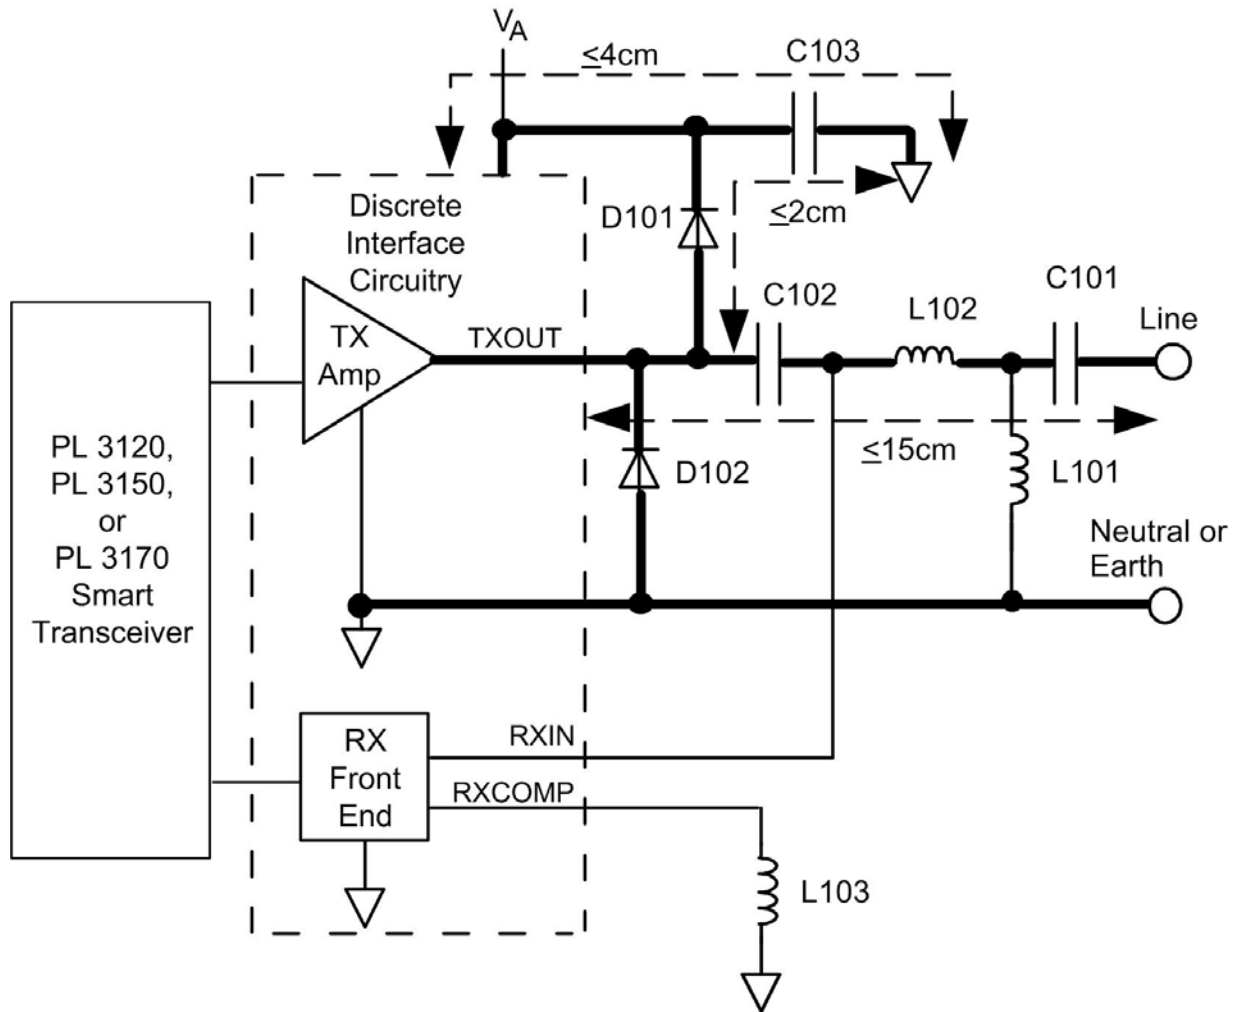 V_A
≤4cm
C103
Discrete
Interface
Circuitry
D101
≤2cm
C102
L102
C101
Line
TX
Amp
TXOUT
PL 3120,
PL 3150,
or
PL 3170
Smart
Transceiver
D102
≤15cm
L101
Neutral or
Earth
RX
Front
End
RXIN
RXCOMP
L103